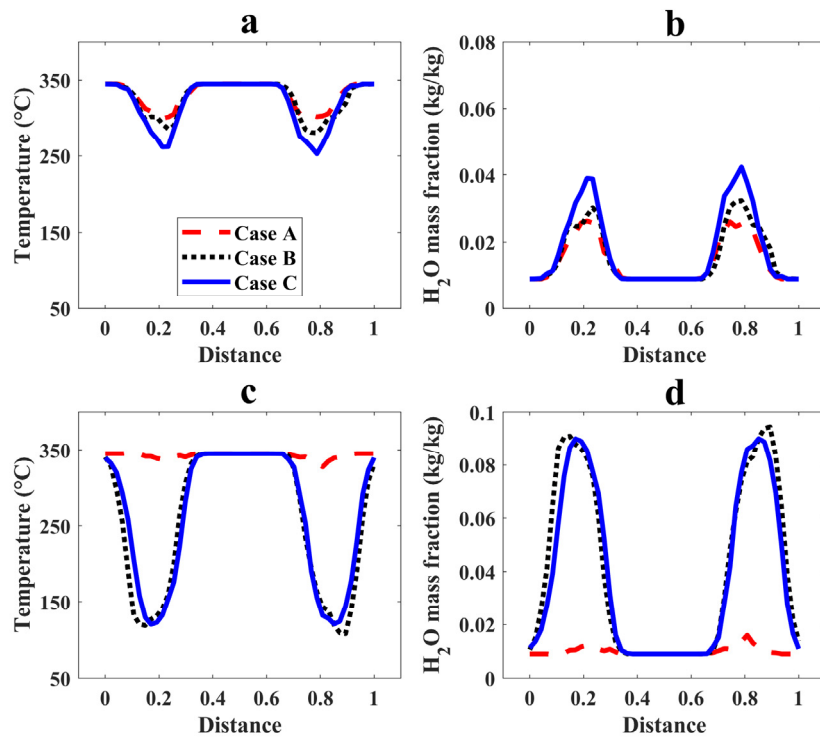 a
Temperature (°C)
350
250
150
50
0
0.2
0.4
0.6
0.8
1
Distance
Case A
Case B
Case C
b
H2O mass fraction (kg/kg)
0.08
0.06
0.04
0.02
0
0
0.2
0.4
0.6
0.8
1
Distance
c
Temperature (°C)
350
250
150
50
0
0.2
0.4
0.6
0.8
1
Distance
d
H2O mass fraction (kg/kg)
0.1
0.08
0.06
0.04
0.02
0
0
0.2
0.4
0.6
0.8
1
Distance